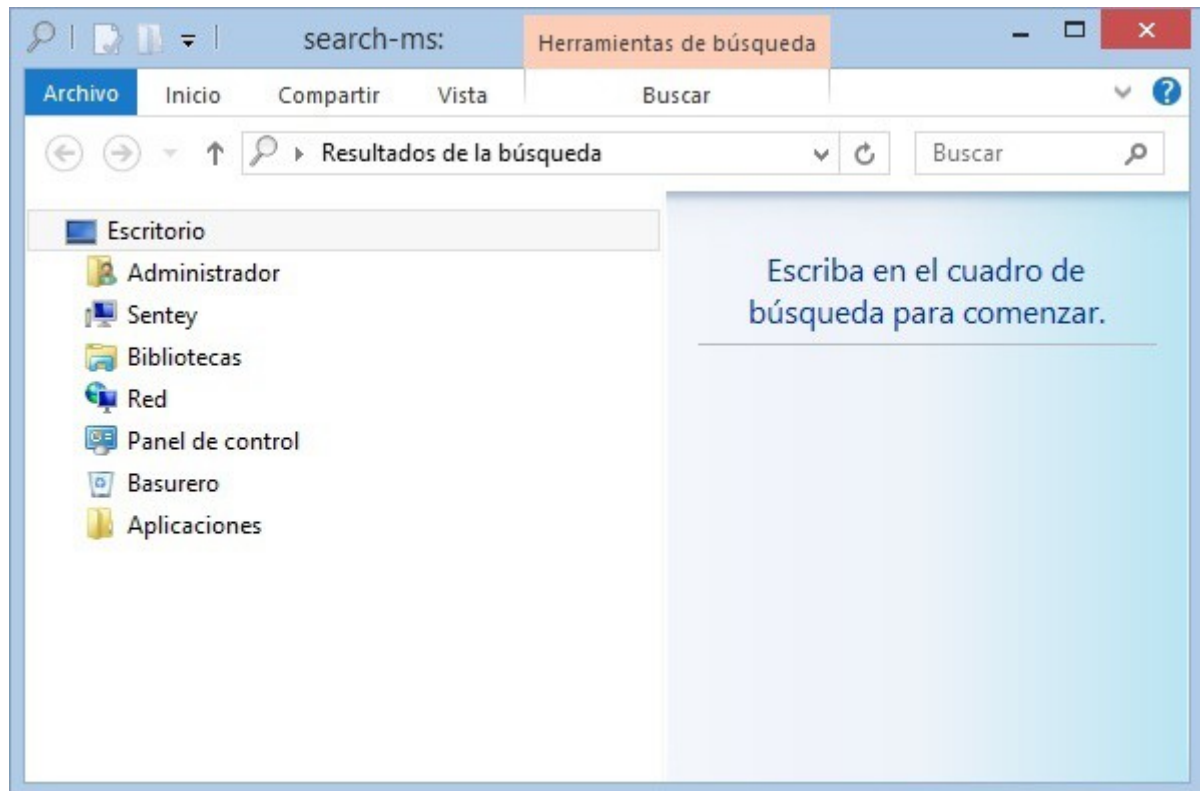 search-ms:
Herramientas de búsqueda
Archivo
Inicio
Compartir
Vista
Buscar
Resultados de la búsqueda
Buscar
Escritorio
Administrador
Sentey
Bibliotecas
Red
Panel de control
Basurero
Aplicaciones
Escriba en el cuadro de
búsqueda para comenzar.